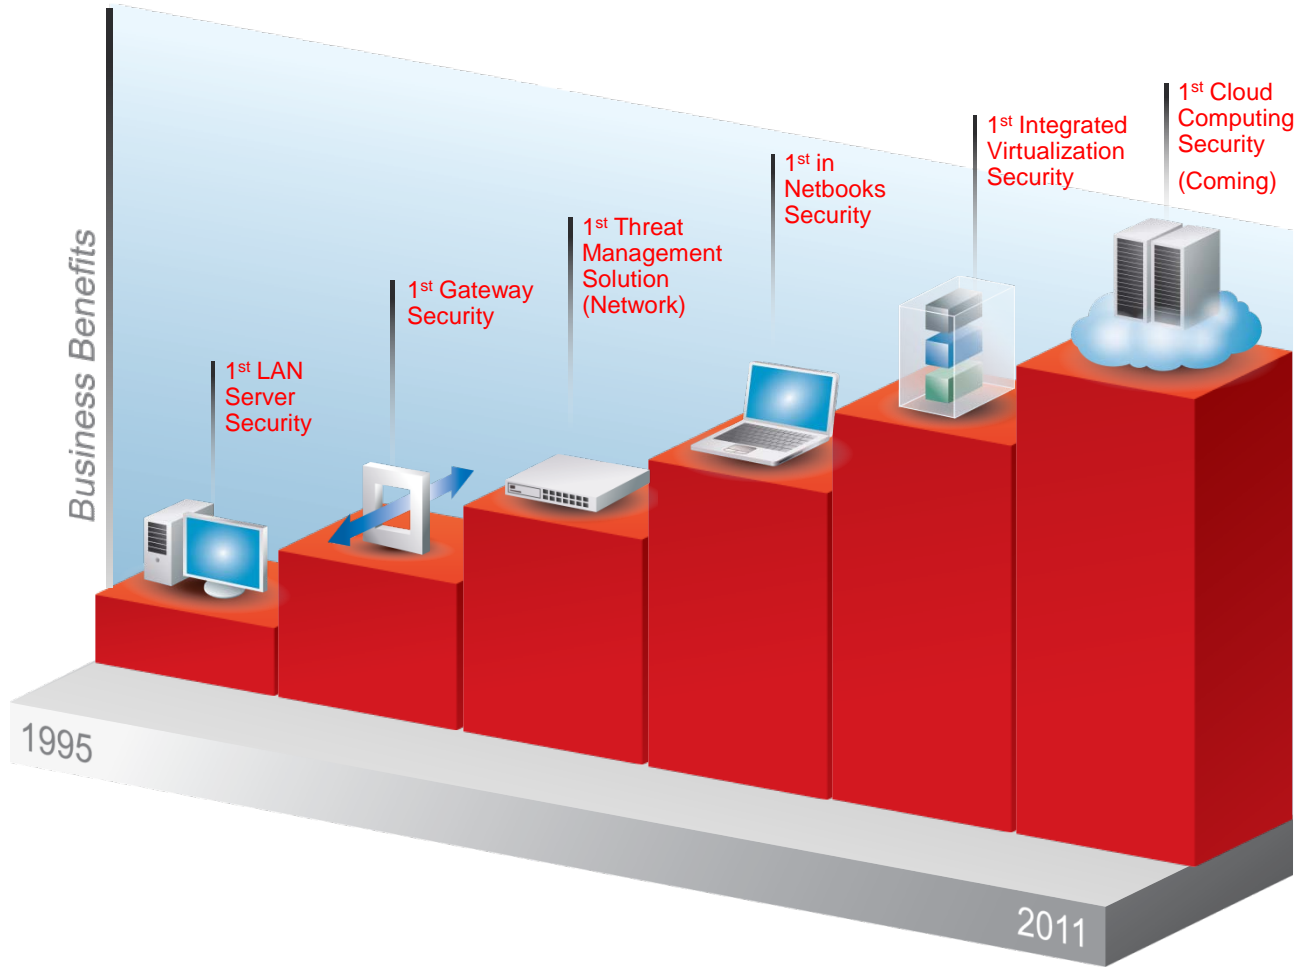 Business Benefits
1st LAN
Server
Security
1st Gateway
Security
1st Threat
Management
Solution
(Network)
1st in
Netbooks
Security
1st Integrated
Virtualization
Security
1st Cloud
Computing
Security
(Coming)
1995
2011